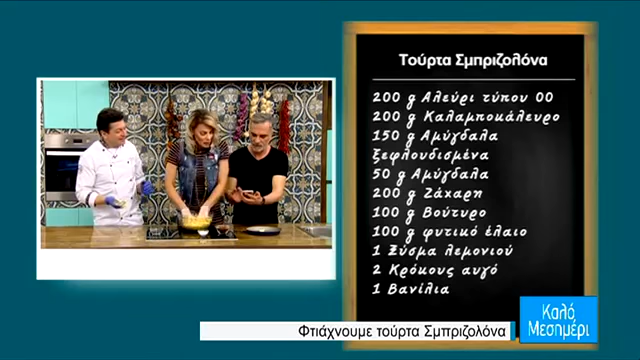 Τούρτα Σμπριζολόνα
200 g Αλεύρι τύπου 00
200 g Καλαμποκάλευρο
150 g Αμύγδαλα
ξεφλουδισμένα
50 g Αμύγδαλα
200 g Ζάχαρη
100 g Βούτυρο
100 g φυτικό έλαιο
1 Ξύσμα λεμονιού
2 Κρόκους αυγό
1 Βανίλια
Καλό
Μεσημέρι
Φτιάχνουμε τούρτα Σμπριζολόνα